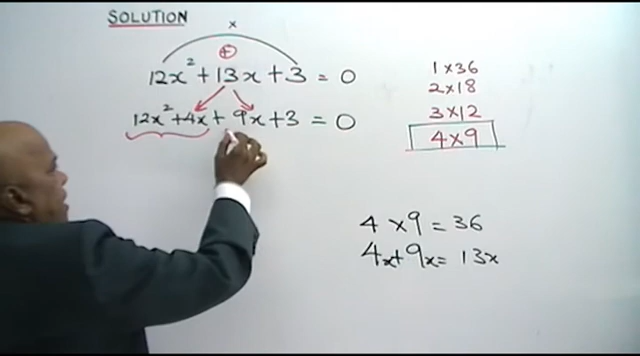 SOLUTION
×
+
12x² + 13x + 3 = 0
12x² + 4x + 9x + 3 = 0
1 × 36
2 × 18
3 × 12
4 × 9
4 × 9 = 36
4x + 9x = 13x